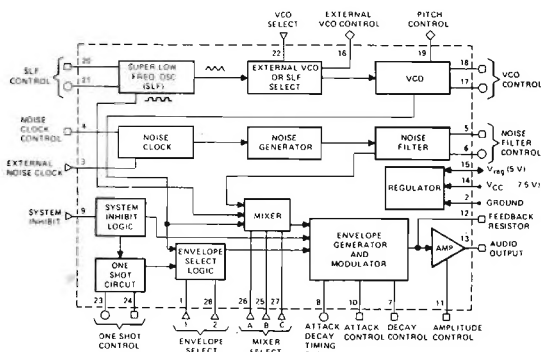 VCO SELECT
EXTERNAL VCO CONTROL
PITCH CONTROL
22
16
19
SLF CONTROL
20
21
SUPER LOW FREQ. OSC (SLF)
EXTERNAL VCO OR SLF SELECT
VCO
18
17
VCO CONTROL
NOISE CLOCK CONTROL
4
NOISE CLOCK
NOISE GENERATOR
NOISE FILTER
5
6
NOISE FILTER CONTROL
EXTERNAL NOISE CLOCK
3
REGULATOR
15
Vreg (5 V)
14
VCC 7.5 V)
2
GROUND
SYSTEM INHIBIT
9
SYSTEM INHIBIT LOGIC
MIXER
ENVELOPE GENERATOR AND MODULATOR
12
FEEDBACK RESISTOR
ONE SHOT CIRCUIT
ENVELOPE SELECT LOGIC
AMP
13
AUDIO OUTPUT
23
24
1
28
26
25
27
8
10
7
11
1
2
A
B
C
ONE SHOT CONTROL
ENVELOPE SELECT
MIXER SELECT
ATTACK DECAY TIMING
ATTACK CONTROL
DECAY CONTROL
AMPLITUDE CONTROL